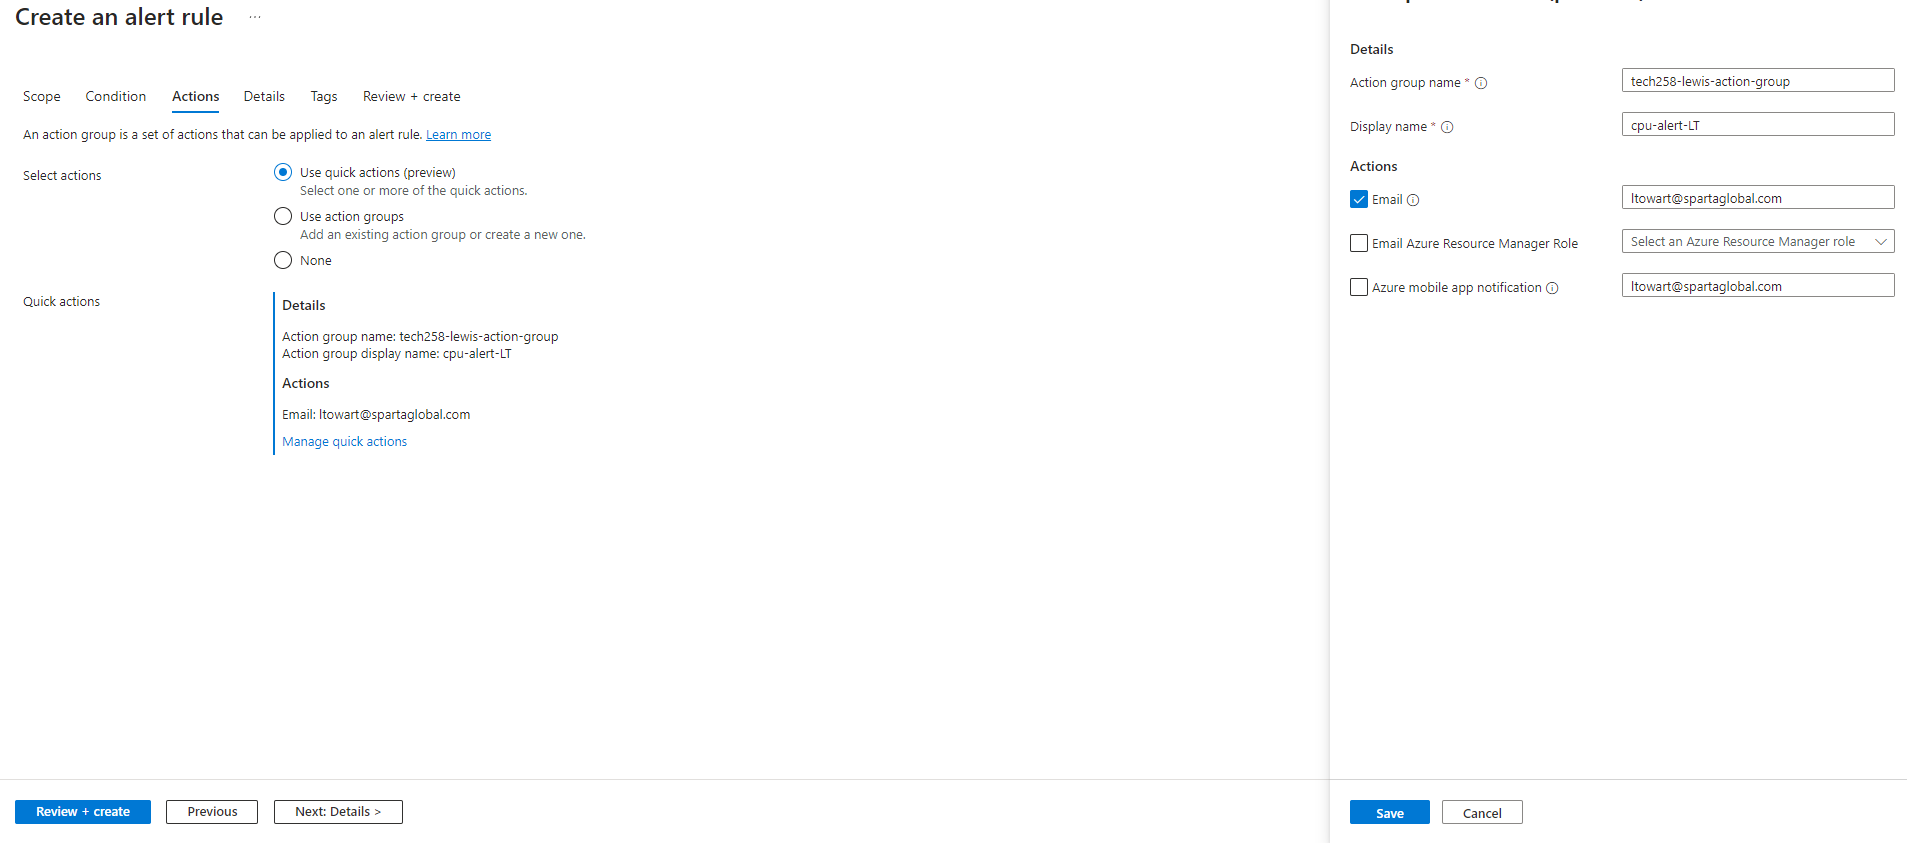 Create an alert rule ...
Scope Condition Actions Details Tags Review + create
An action group is a set of actions that can be applied to an alert rule. Learn more
Select actions
Use quick actions (preview)
Select one or more of the quick actions.
Use action groups
Add an existing action group or create a new one.
None
Quick actions
Details
Action group name: tech258-lewis-action-group
Action group display name: cpu-alert-LT
Actions
Email: ltowart@spartaglobal.com
Manage quick actions
Review + create Previous Next: Details >
Details
Action group name * tech258-lewis-action-group
Display name * cpu-alert-LT
Actions
Email ltowart@spartaglobal.com
Email Azure Resource Manager Role Select an Azure Resource Manager role
Azure mobile app notification ltowart@spartaglobal.com
Save Cancel